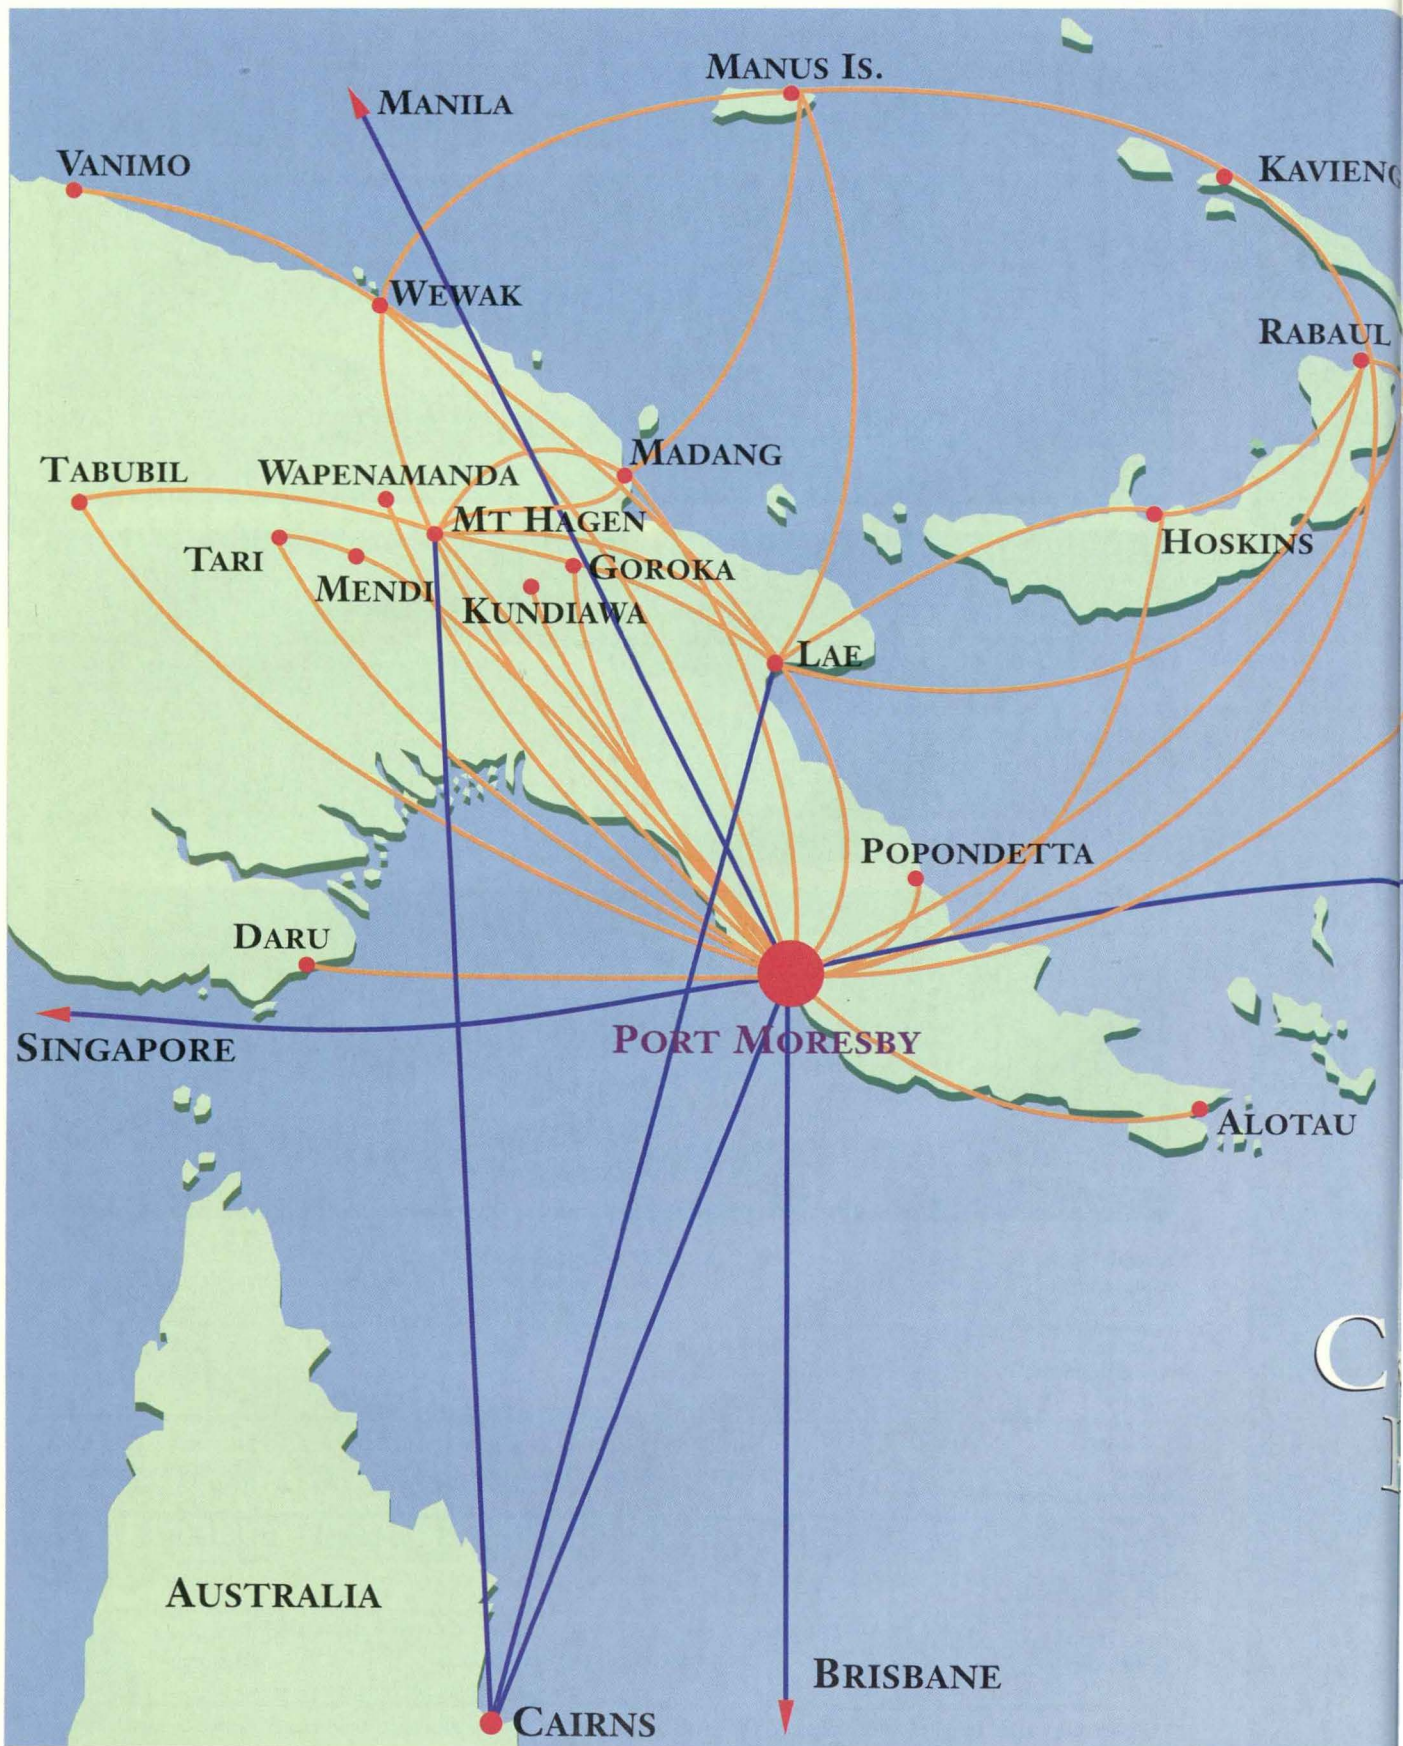 MANUS IS.
MANILA
VANIMO
KAVIENG
WEWAK
RABAUL
MADANG
TABUBIL
WAPENAMANDA
MT HAGEN
HOSKINS
TARI
GOROKA
MENDI
KUNDIAWA
LAE
POPONDETTA
DARU
SINGAPORE
PORT MORESBY
ALOTAU
C
AUSTRALIA
BRISBANE
CAIRNS